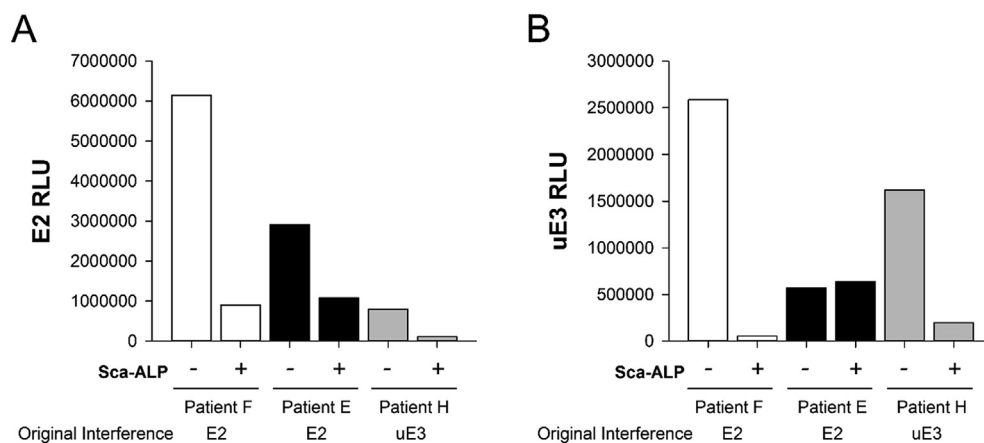 A
E2 RLU
7000000
6000000
5000000
4000000
3000000
2000000
1000000
0
Sca-ALP - + - + - +
Patient F Patient E Patient H
Original Interference E2 E2 uE3
B
uE3 RLU
3000000
2500000
2000000
1500000
1000000
500000
0
Sca-ALP - + - + - +
Patient F Patient E Patient H
Original Interference E2 E2 uE3